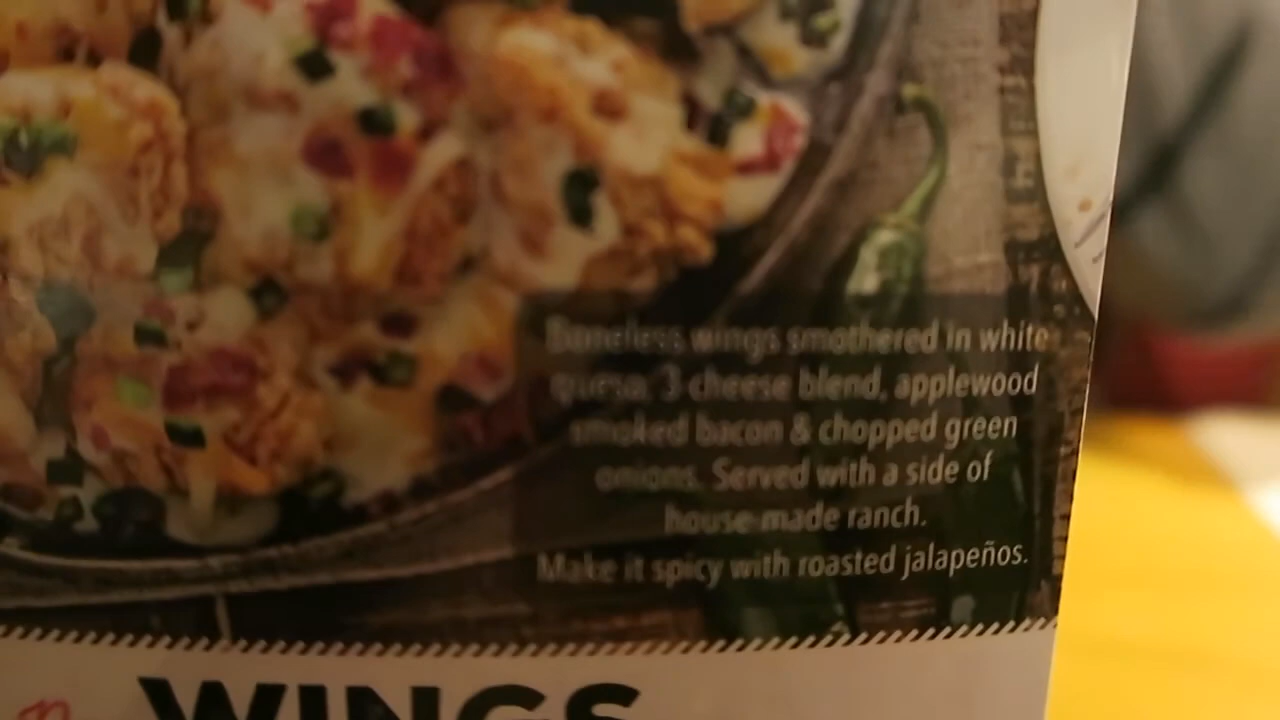 Boneless wings smothered in white
queso, 3 cheese blend, applewood
smoked bacon & chopped green
onions. Served with a side of
house-made ranch.
Make it spicy with roasted jalapeños.
WINGS